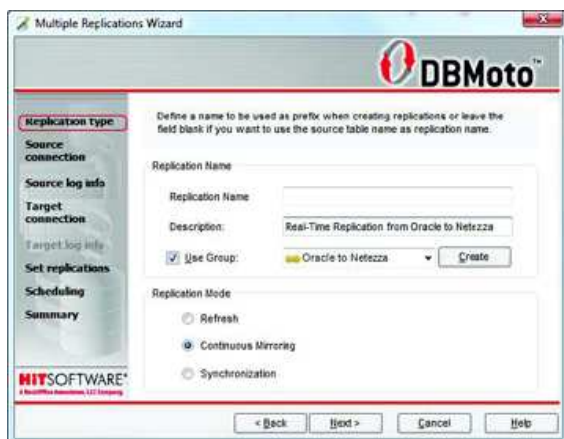 Multiple Replications Wizard
DBMoto™
Replication type
Source
connection
Source log info
Target
connection
Target log info
Set replications
Scheduling
Summary
HiTSOFTWARE®
Define a name to be used as prefix when creating replications or leave the
field blank if you want to use the source table name as replication name.
Replication Name
Replication Name
Description: Real-Time Replication from Oracle to Netezza
Use Group: Oracle to Netezza Create
Replication Mode
Refresh
Continuous Mirroring
Synchronization
< Back Next > Cancel Help